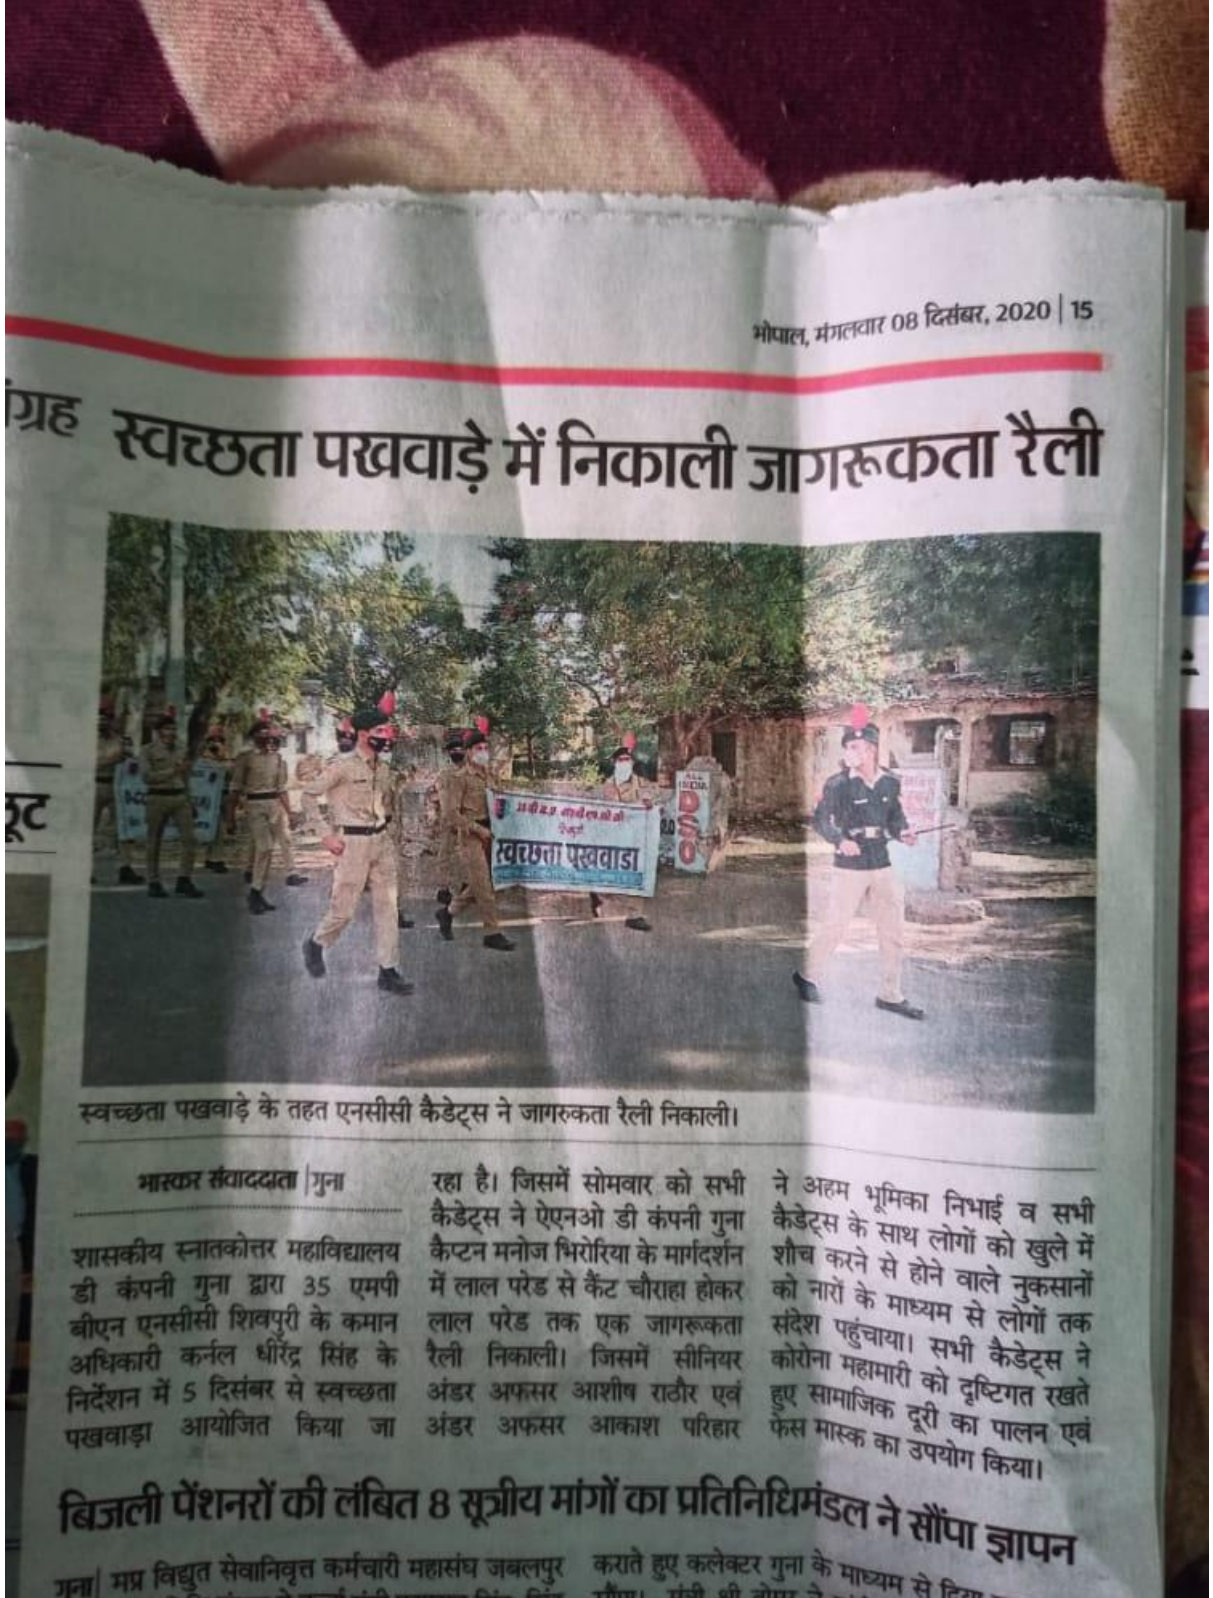 भोपाल, मंगलवार 08 दिसंबर, 2020 | 15
स्वच्छता पखवाड़े में निकाली जागरूकता रैली
स्वच्छता पखवाडा
ALL
INDIA
DSO
स्वच्छता पखवाड़े के तहत एनसीसी कैडेट्स ने जागरुकता रैली निकाली।
भास्कर संवाददाता | गुना
शासकीय स्नातकोत्तर महाविद्यालय
डी कंपनी गुना द्वारा 35 एमपी
बीएन एनसीसी शिवपुरी के कमान
अधिकारी कर्नल धीरेंद्र सिंह के
निर्देशन में 5 दिसंबर से स्वच्छता
पखवाड़ा आयोजित किया जा
रहा है। जिसमें सोमवार को सभी
कैडेट्स ने ऐएनओ डी कंपनी गुना
कैप्टन मनोज भिरोरिया के मार्गदर्शन
में लाल परेड से कैंट चौराहा होकर
लाल परेड तक एक जागरूकता
रैली निकाली। जिसमें सीनियर
अंडर अफसर आशीष राठौर एवं
अंडर अफसर आकाश परिहार
ने अहम भूमिका निभाई व सभी
कैडेट्स के साथ लोगों को खुले में
शौच करने से होने वाले नुकसानों
को नारों के माध्यम से लोगों तक
संदेश पहुंचाया। सभी कैडेट्स ने
कोरोना महामारी को दृष्टिगत रखते
हुए सामाजिक दूरी का पालन एवं
फेस मास्क का उपयोग किया।
बिजली पेंशनरों की लंबित 8 सूत्रीय मांगों का प्रतिनिधिमंडल ने सौंपा ज्ञापन
गुना| मप्र विद्युत सेवानिवृत्त कर्मचारी महासंघ जबलपुर
कराते हुए कलेक्टर गुना के माध्यम से दिया